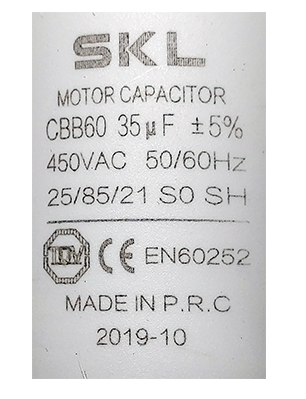 SKL
MOTOR CAPACITOR
CBB60 35µF ±5%
450VAC 50/60Hz
25/85/21 S0 SH
TÜV CE EN60252
MADE IN P.R.C
2019-10